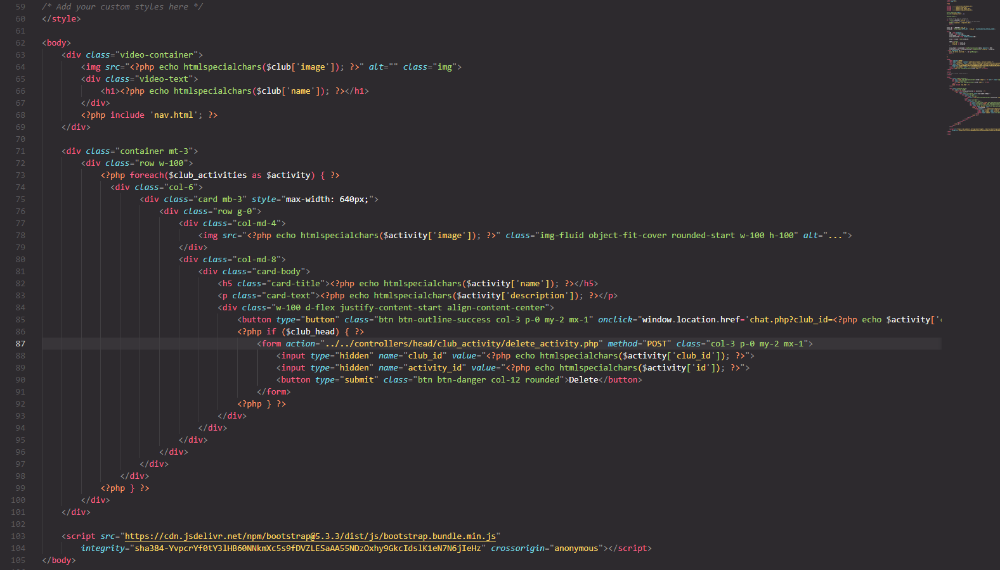 59 /* Add your custom styles here */
60 </style>
61
62 <body>
63 <div class="video-container">
64 <img src="<?php echo htmlspecialchars($club['image']); ?>" alt="" class="img">
65 <div class="video-text">
66 <h1><?php echo htmlspecialchars($club['name']); ?></h1>
67 </div>
68 <?php include 'nav.html'; ?>
69 </div>
70
71 <div class="container mt-3">
72 <div class="row w-100">
73 <?php foreach($club_activities as $activity) { ?>
74 <div class="col-6">
75 <div class="card mb-3" style="max-width: 640px;">
76 <div class="row g-0">
77 <div class="col-md-4">
78 <img src="<?php echo htmlspecialchars($activity['image']); ?>" class="img-fluid object-fit-cover rounded-start w-100 h-100" alt="...">
79 </div>
80 <div class="col-md-8">
81 <div class="card-body">
82 <h5 class="card-title"><?php echo htmlspecialchars($activity['name']); ?></h5>
83 <p class="card-text"><?php echo htmlspecialchars($activity['description']); ?></p>
84 <div class="w-100 d-flex justify-content-start align-content-center">
85 <button type="button" class="btn btn-outline-success col-3 p-0 my-2 mx-1" onclick="window.location.href='chat.php?club_id=<?php echo $activity['
86 <?php if ($club_head) { ?>
87 <form action="../../controllers/head/club_activity/delete_activity.php" method="POST" class="col-3 p-0 my-2 mx-1">
88 <input type="hidden" name="club_id" value="<?php echo htmlspecialchars($activity['club_id']); ?>">
89 <input type="hidden" name="activity_id" value="<?php echo htmlspecialchars($activity['id']); ?>">
90 <button type="submit" class="btn btn-danger col-12 rounded">Delete</button>
91 </form>
92 <?php } ?>
93 </div>
94 </div>
95 </div>
96 </div>
97 </div>
98 </div>
99 <?php } ?>
100 </div>
101 </div>
102
103 <script src="https://cdn.jsdelivr.net/npm/bootstrap@5.3.3/dist/js/bootstrap.bundle.min.js"
104 integrity="sha384-YvpcrYf0tY3lHB60NNkmXc5s9fDVZLESaAA55NDzOxhy9GkcIdslK1eN7N6jIeHz" crossorigin="anonymous"></script>
105 </body>